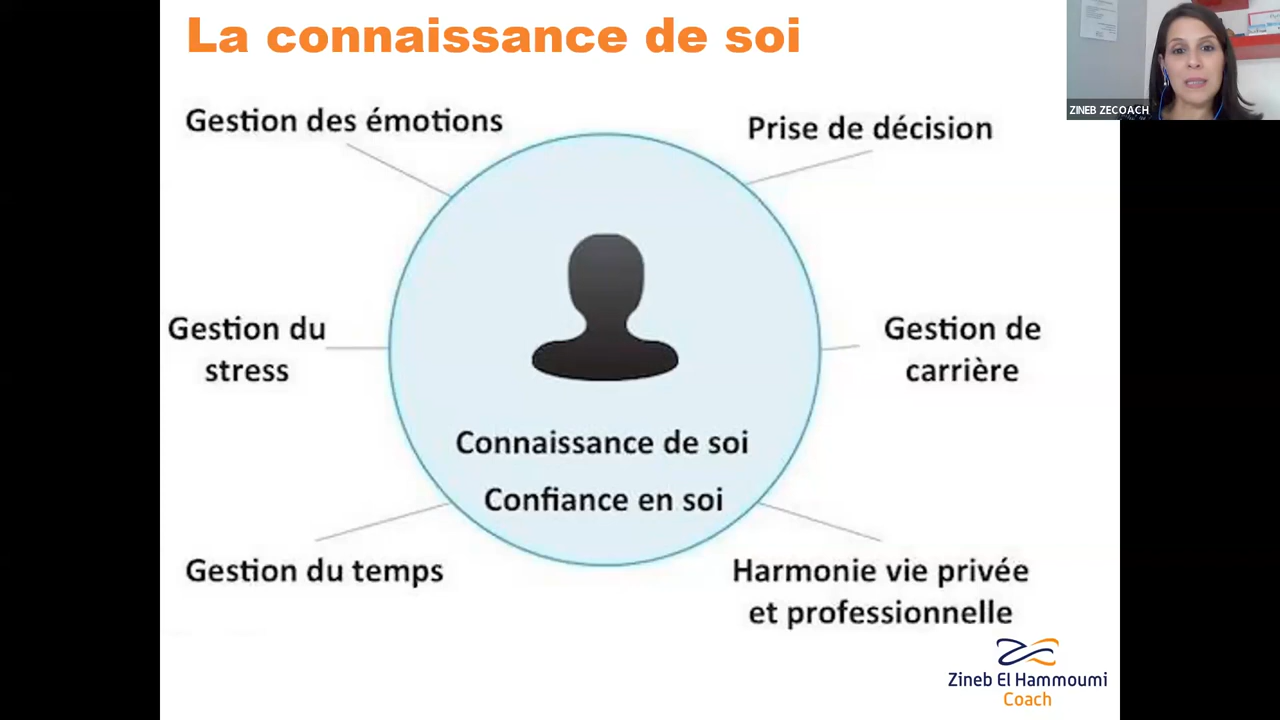 La connaissance de soi
ZINEB ZECOACH
Gestion des émotions
Prise de décision
Gestion du
stress
Gestion de
carrière
Connaissance de soi
Confiance en soi
Gestion du temps
Harmonie vie privée
et professionnelle
Zineb El Hammoumi
Coach